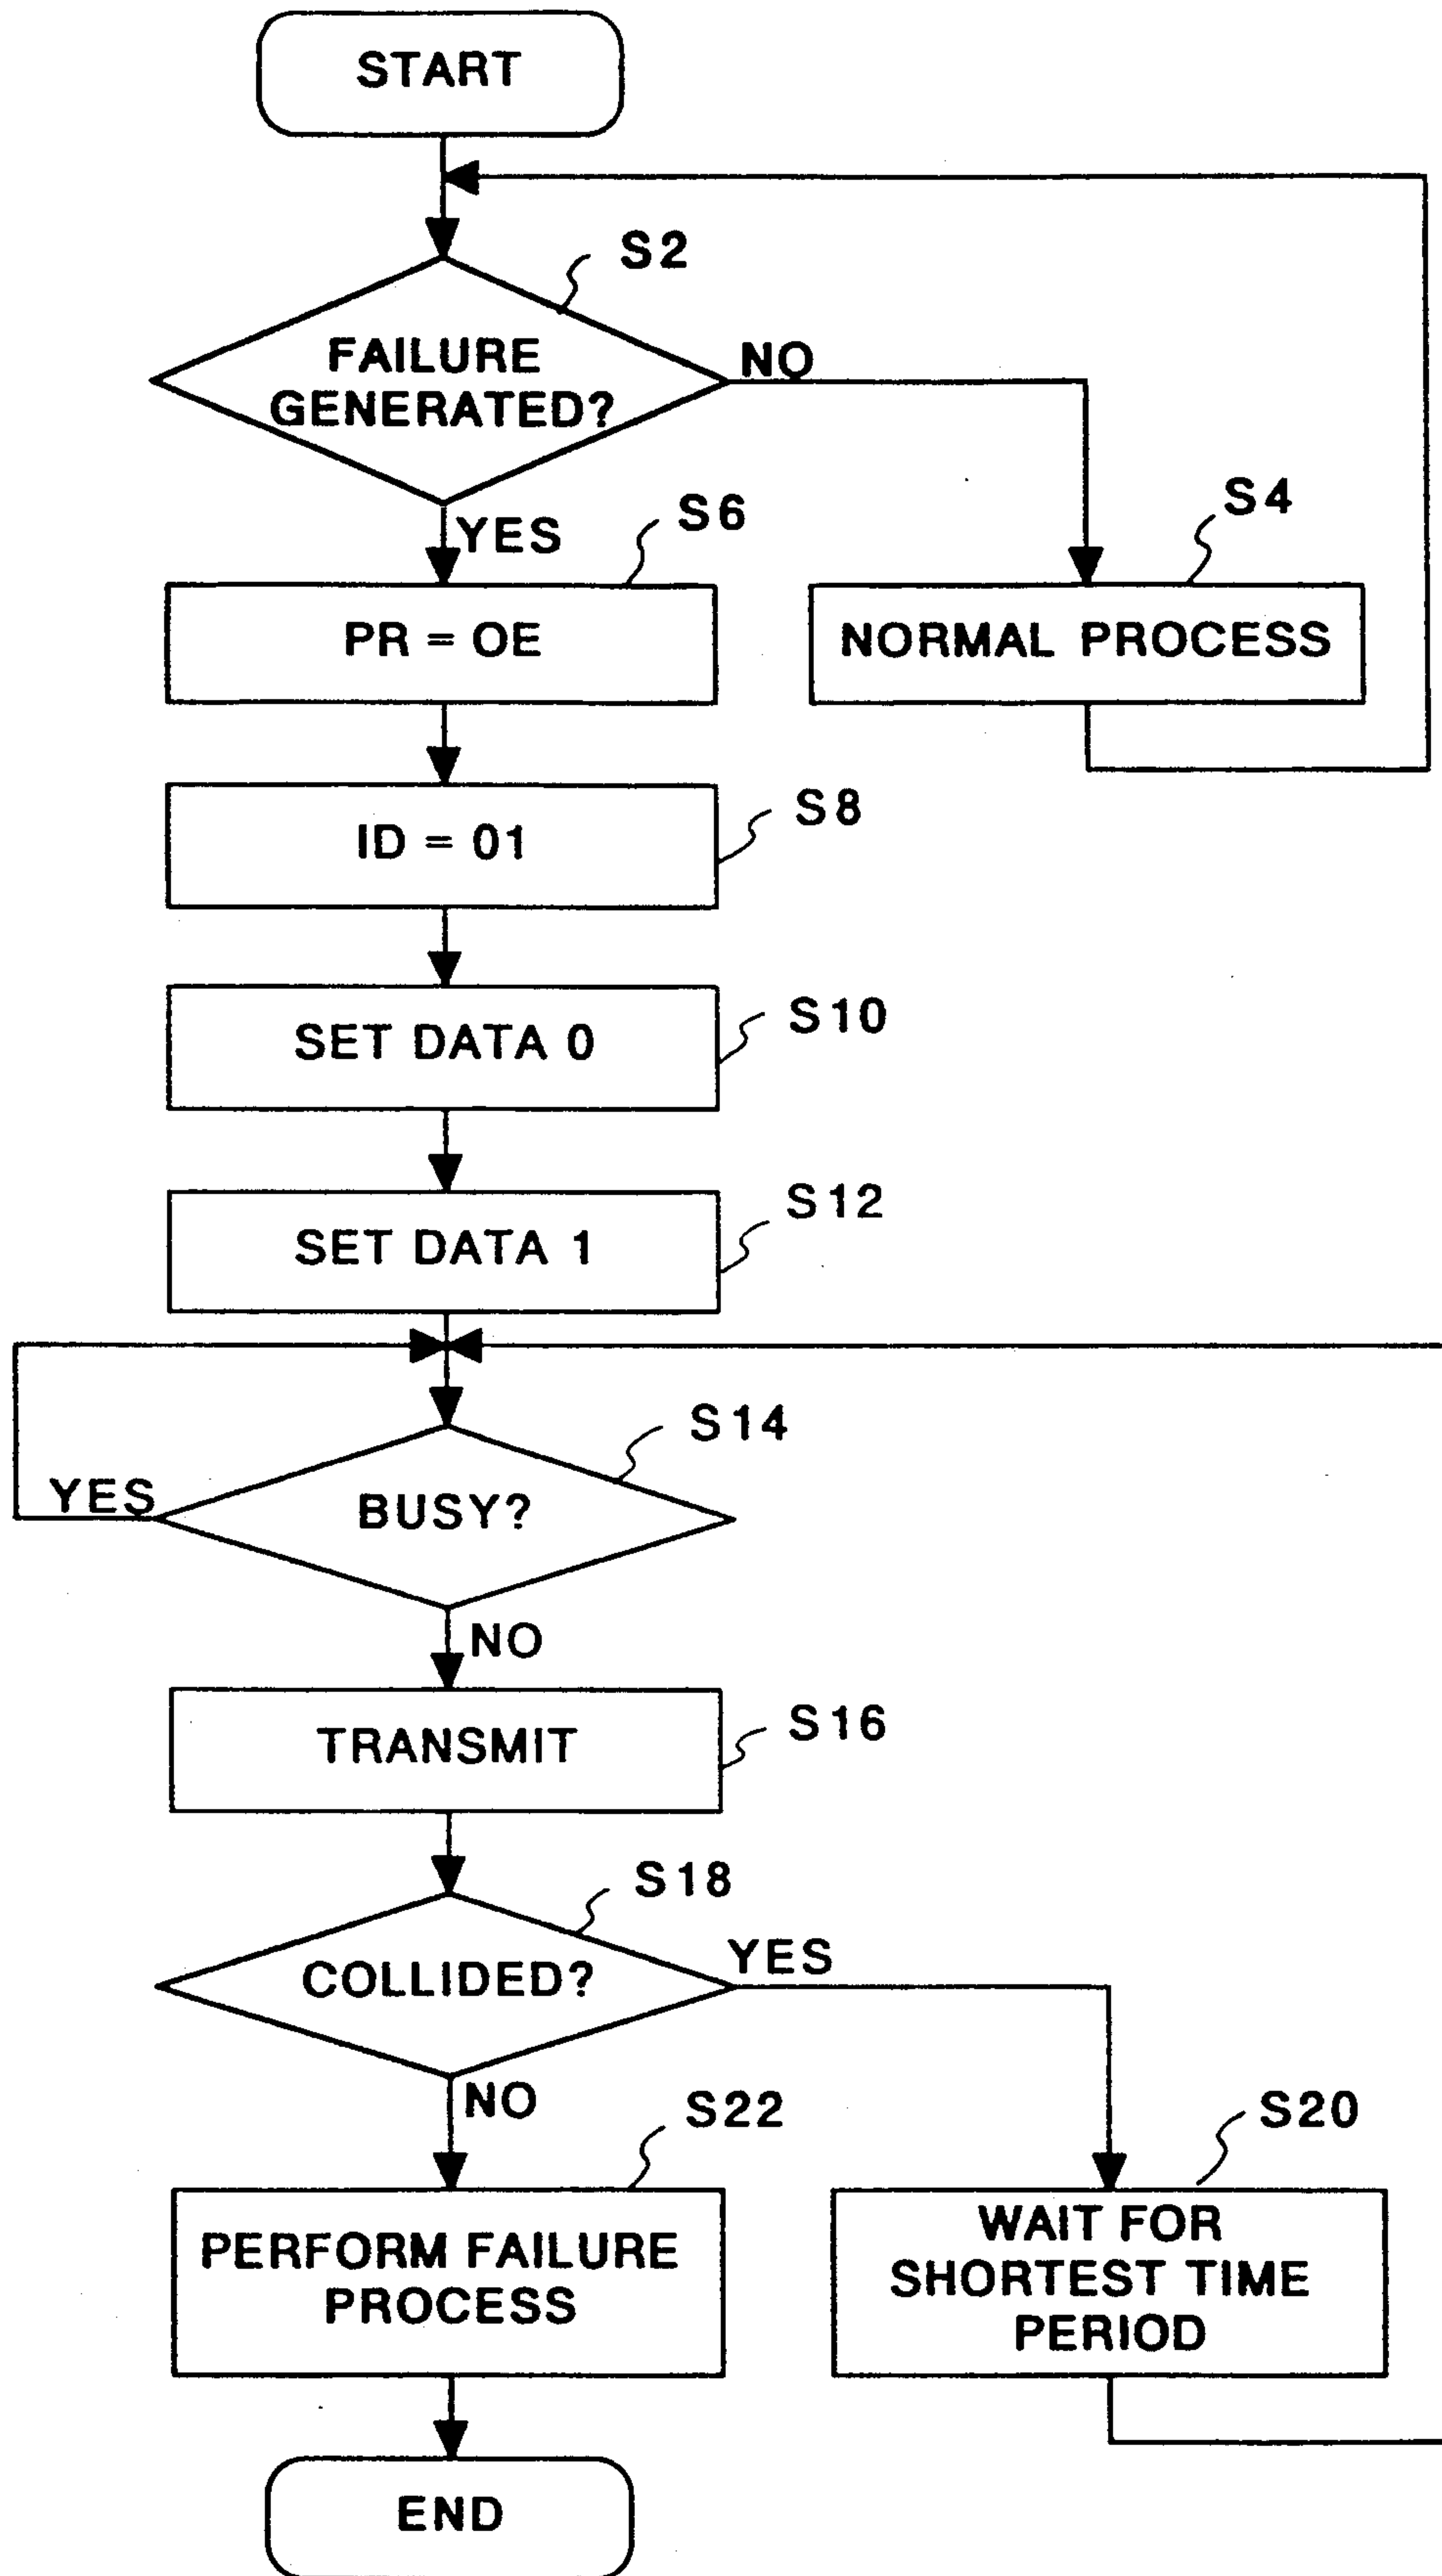 START
S2
FAILURE
GENERATED?
NO
YES
S6
S4
PR = OE
NORMAL PROCESS
S8
ID = 01
S10
SET DATA 0
S12
SET DATA 1
S14
YES
BUSY?
NO
S16
TRANSMIT
S18
YES
COLLIDED?
NO
S22
S20
PERFORM FAILURE
PROCESS
WAIT FOR
SHORTEST TIME
PERIOD
END